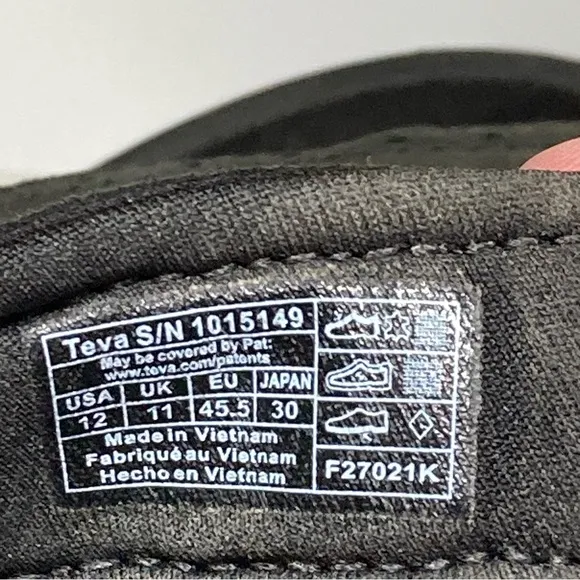 Teva S/N 1015149
May be covered by Pat:
www.teva.com/patents
USA UK EU JAPAN
12 11 45.5 30
Made in Vietnam
Fabriqué au Vietnam
Hecho en Vietnam
F27021K